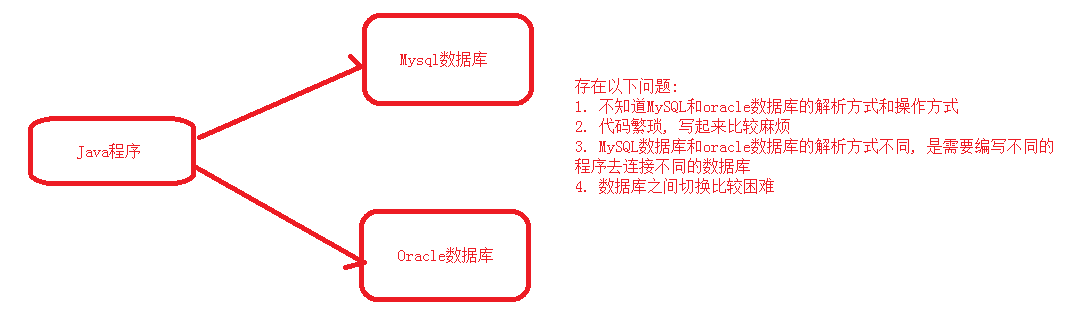 Mysql数据库
Java程序
Oracle数据库
存在以下问题:
1. 不知道MySQL和oracle数据库的解析方式和操作方式
2. 代码繁琐, 写起来比较麻烦
3. MySQL数据库和oracle数据库的解析方式不同, 是需要编写不同的
程序去连接不同的数据库
4. 数据库之间切换比较困难